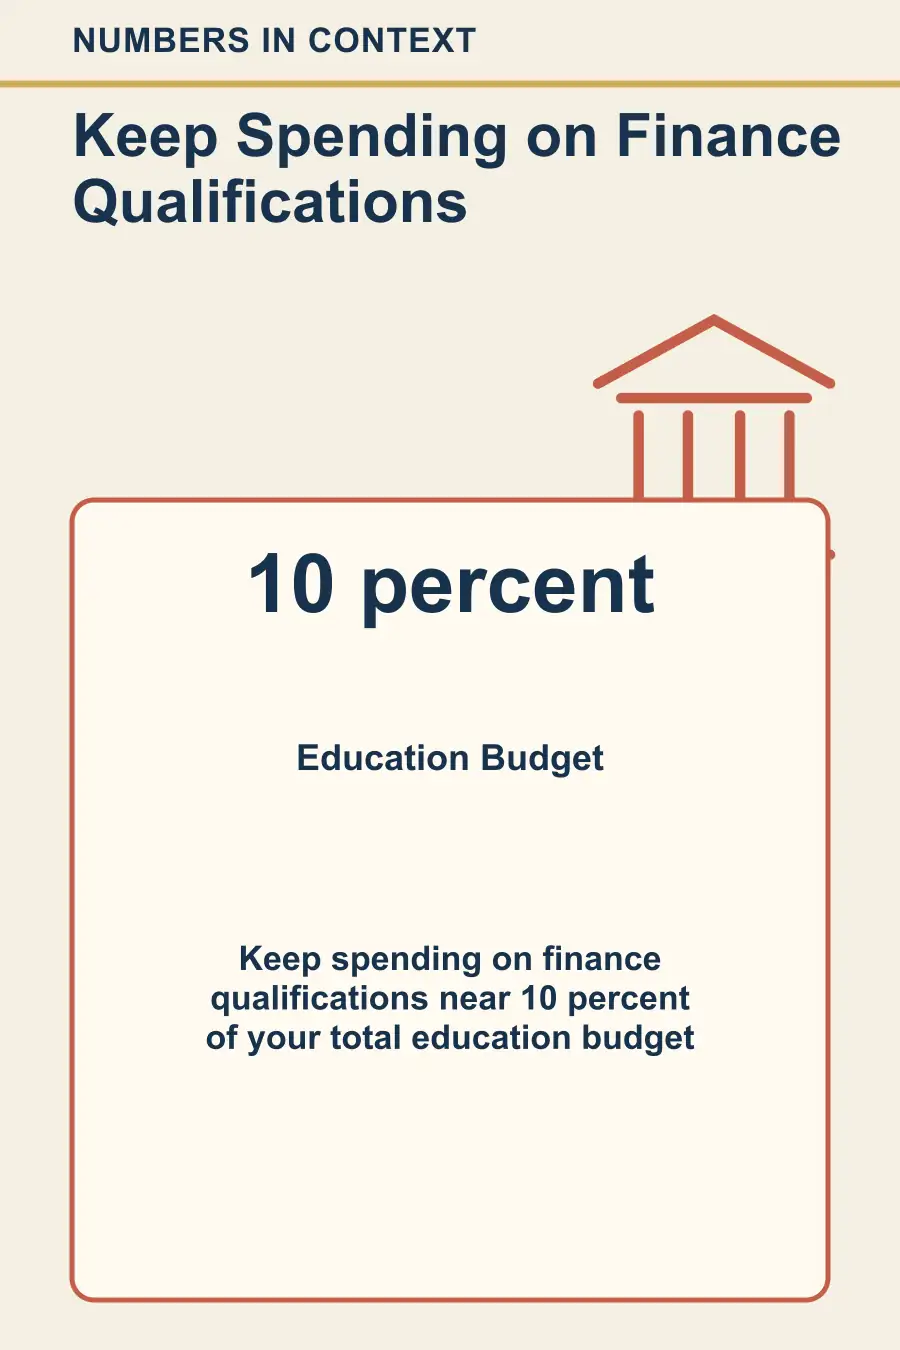 NUMBERS IN CONTEXT
Keep Spending on Finance
Qualifications
10 percent
Education Budget
Keep spending on finance
qualifications near 10 percent
of your total education budget